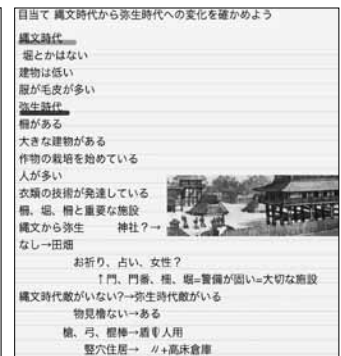 目当て 縄文時代から弥生時代への変化を確かめよう
縄文時代
堀とかはない
建物は低い
服が毛皮が多い
弥生時代
柵がある
大きな建物がある
作物の栽培を始めている
人が多い
衣類の技術が発達している
柵、堀、柵と重要な施設
縄文から弥生 神社？→
なし→田畑
お祈り、占い、女性？
↑門、門番、柵、堀=警備が固い=大切な施設
縄文時代敵がいない?→弥生時代敵がいる
物見櫓ない→ある
槍、弓、棍棒→盾 人用
竪穴住居→ 〃+高床倉庫